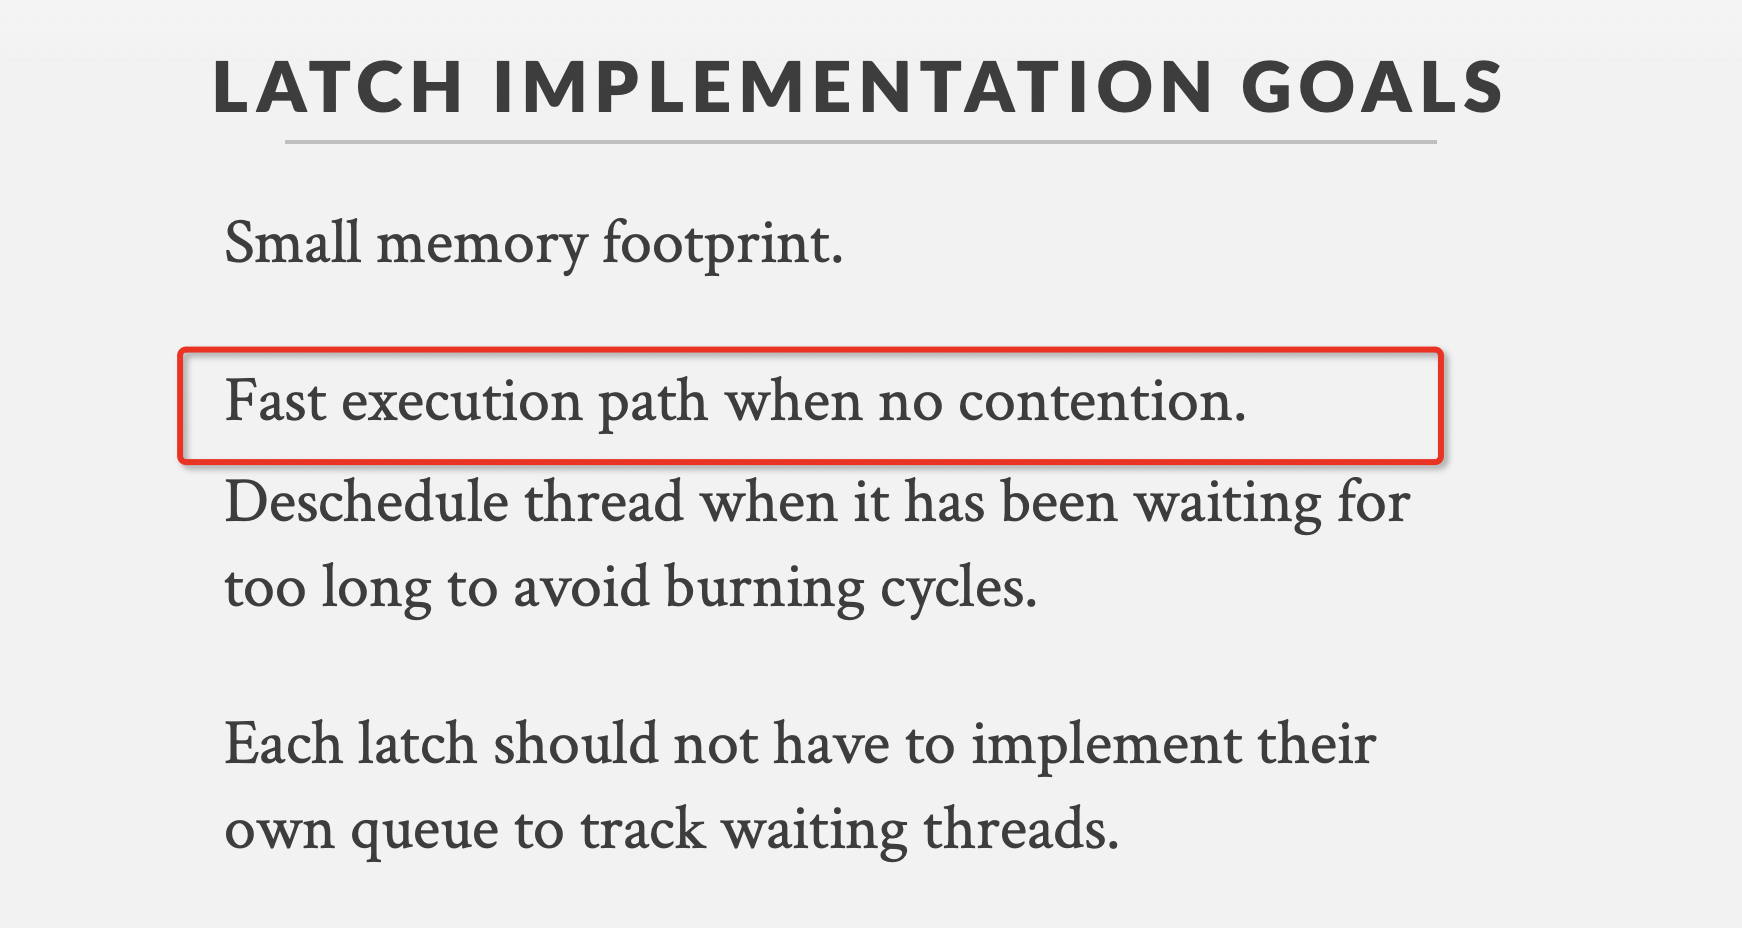 LATCH IMPLEMENTATION GOALS
Small memory footprint.
Fast execution path when no contention.
Deschedule thread when it has been waiting for
too long to avoid burning cycles.
Each latch should not have to implement their
own queue to track waiting threads.